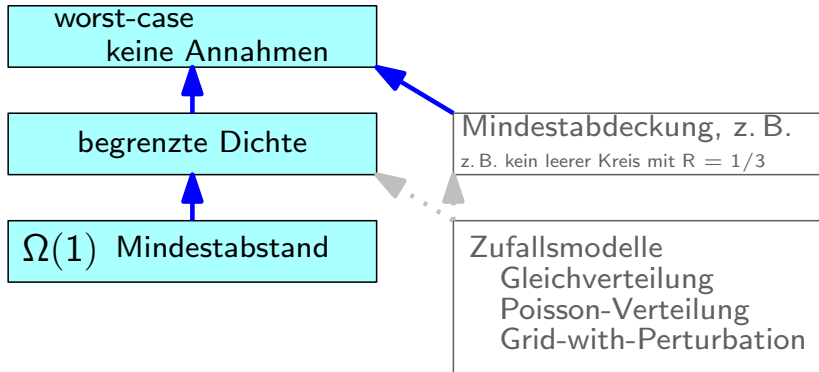 worst-case
keine Annahmen
begrenzte Dichte
Mindestabdeckung, z. B.
z. B. kein leerer Kreis mit R = 1/3
Ω(1) Mindestabstand
Zufallsmodelle
Gleichverteilung
Poisson-Verteilung
Grid-with-Perturbation